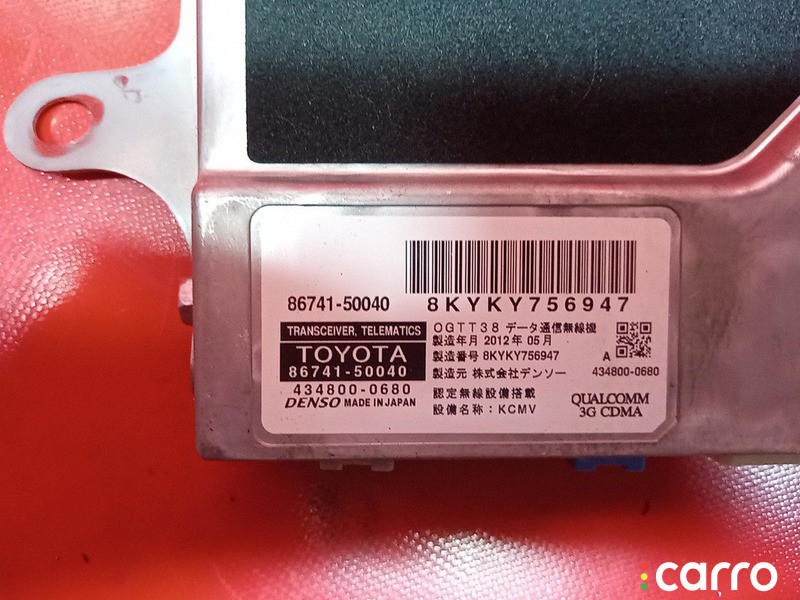 86741-50040
8KYKY756947
TRANSCEIVER, TELEMATICS
TOYOTA
86741-50040
434800-0680
DENSO MADE IN JAPAN
OGTT38 データ通信無線機
製造年月 2012年 05月
製造番号 8KYKY756947
製造元 株式会社デンソー
認定無線設備搭載
設備名称：KCMV
A
434800-0680
QUALCOMM
3G CDMA
carro